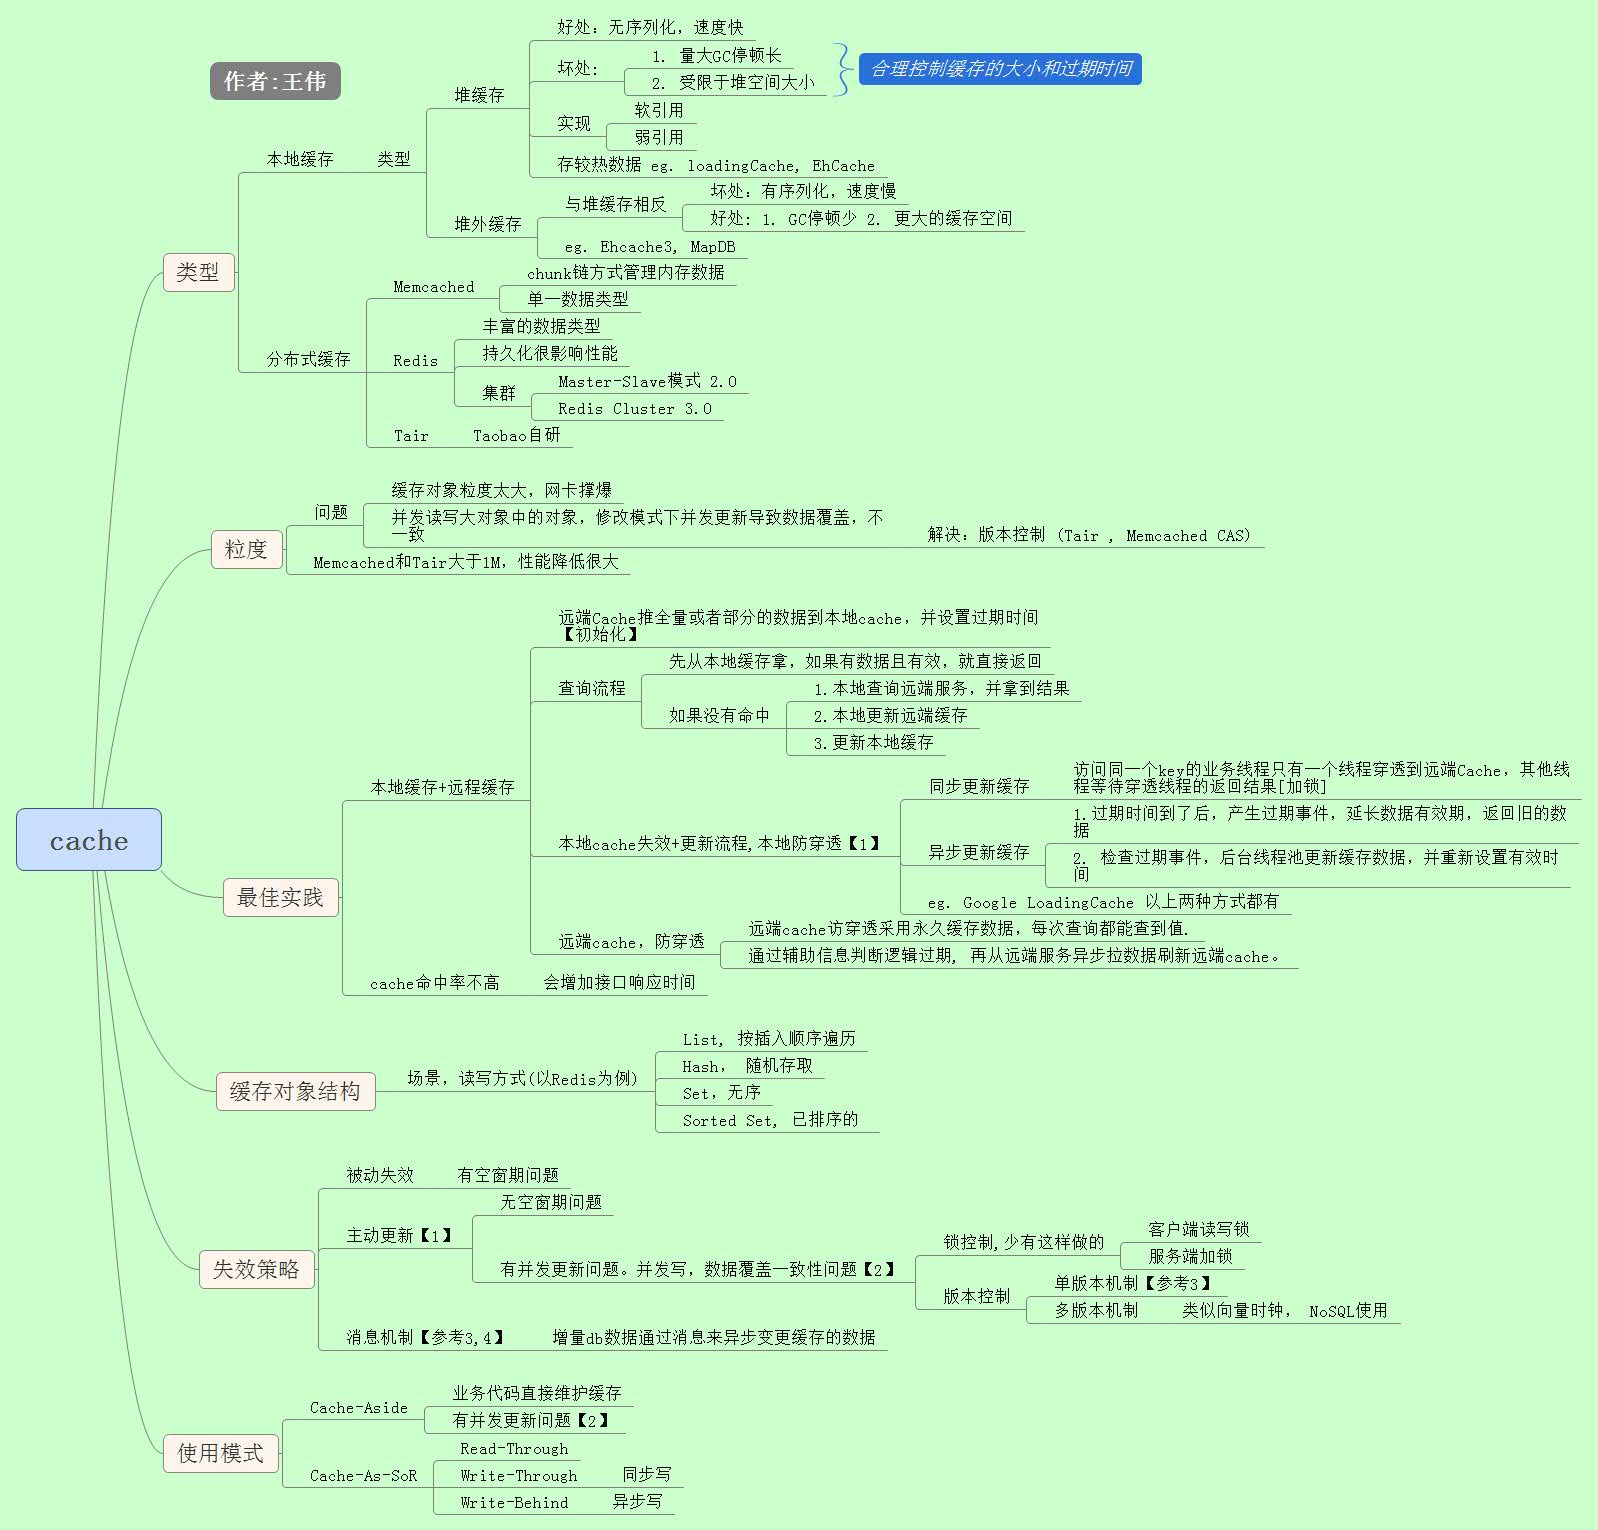 作者:王伟
cache
类型
本地缓存
类型
堆缓存
好处：无序列化，速度快
坏处：
1. 量大GC停顿长
2. 受限于堆空间大小
合理控制缓存的大小和过期时间
实现
软引用
弱引用
存较热数据 eg. loadingCache, EhCache
堆外缓存
与堆缓存相反
坏处：有序列化，速度慢
好处: 1. GC停顿少 2. 更大的缓存空间
eg. Ehcache3, MapDB
分布式缓存
Memcached
chunk链方式管理内存数据
单一数据类型
Redis
丰富的数据类型
持久化很影响性能
集群
Master-Slave模式 2.0
Redis Cluster 3.0
Tair
Taobao自研
粒度
问题
缓存对象粒度太大，网卡撑爆
并发读写大对象中的对象，修改模式下并发更新导致数据覆盖，不
一致
解决：版本控制 (Tair , Memcached CAS)
Memcached和Tair大于1M，性能降低很大
最佳实践
本地缓存+远程缓存
远端Cache推全量或者部分的数据到本地cache，并设置过期时间
【初始化】
查询流程
先从本地缓存拿，如果有数据且有效，就直接返回
如果没有命中
1.本地查询远端服务，并拿到结果
2.本地更新远端缓存
3.更新本地缓存
本地cache失效+更新流程,本地防穿透【1】
同步更新缓存
访问同一个key的业务线程只有一个线程穿透到远端Cache，其他线
程等待穿透线程的返回结果[加锁]
异步更新缓存
1.过期时间到了后，产生过期事件，延长数据有效期，返回旧的数
据
2. 检查过期事件，后台线程池更新缓存数据，并重新设置有效时
间
eg. Google LoadingCache 以上两种方式都有
远端cache，防穿透
远端cache访穿透采用永久缓存数据，每次查询都能查到值.
通过辅助信息判断逻辑过期, 再从远端服务异步拉数据刷新远端cache。
cache命中率不高
会增加接口响应时间
缓存对象结构
场景，读写方式(以Redis为例)
List, 按插入顺序遍历
Hash, 随机存取
Set，无序
Sorted Set, 已排序的
失效策略
被动失效
有空窗期问题
主动更新【1】
无空窗期问题
有并发更新问题。并发写，数据覆盖一致性问题【2】
锁控制,少有这样做的
客户端读写锁
服务端加锁
版本控制
单版本机制【参考3】
多版本机制
类似向量时钟， NoSQL使用
消息机制【参考3,4】
增量db数据通过消息来异步变更缓存的数据
使用模式
Cache-Aside
业务代码直接维护缓存
有并发更新问题【2】
Cache-As-SoR
Read-Through
Write-Through
同步写
Write-Behind
异步写